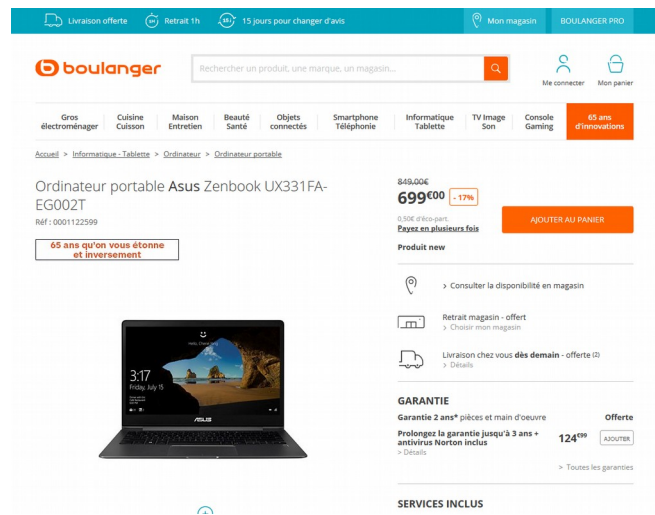 Livraison offerte
1H
Retrait 1h
15j
15 jours pour changer d'avis
Mon magasin
BOULANGER PRO
boulanger
Rechercher un produit, une marque, un magasin...
Me connecter
Mon panier
Gros électroménager
Cuisine Cuisson
Maison Entretien
Beauté Santé
Objets connectés
Smartphone Téléphonie
Informatique Tablette
TV Image Son
Console Gaming
65 ans d'innovations
Accueil > Informatique - Tablette > Ordinateur > Ordinateur portable
Ordinateur portable Asus Zenbook UX331FA-
EG002T
Réf : 0001122599
65 ans qu'on vous étonne
et inversement
849,00€
699€00
- 17%
0,50€ d'éco-part.
Payez en plusieurs fois
AJOUTER AU PANIER
Produit new
> Consulter la disponibilité en magasin
Retrait magasin - offert
> Choisir mon magasin
Livraison chez vous dès demain - offerte (2)
> Détails
3:17
Friday, July 15
ASUS
GARANTIE
Garantie 2 ans* pièces et main d'oeuvre
Offerte
Prolongez la garantie jusqu'à 3 ans +
antivirus Norton inclus
124€99
AJOUTER
> Détails
> Toutes les garanties
SERVICES INCLUS